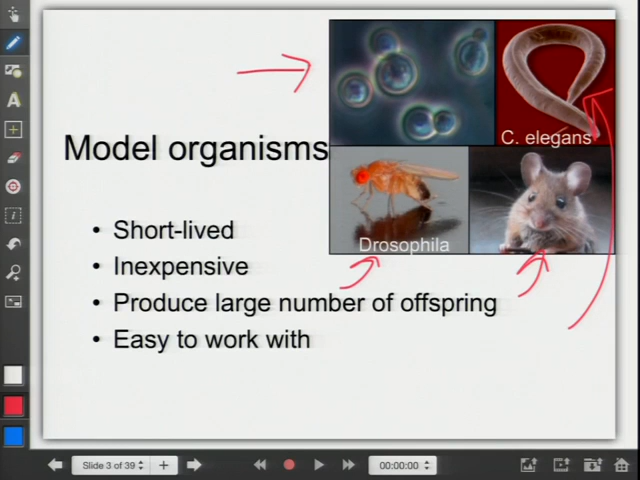 C. elegans
Model organisms
Drosophila
• Short-lived
• Inexpensive
• Produce large number of offspring
• Easy to work with
Slide 3 of 39
00:00:00